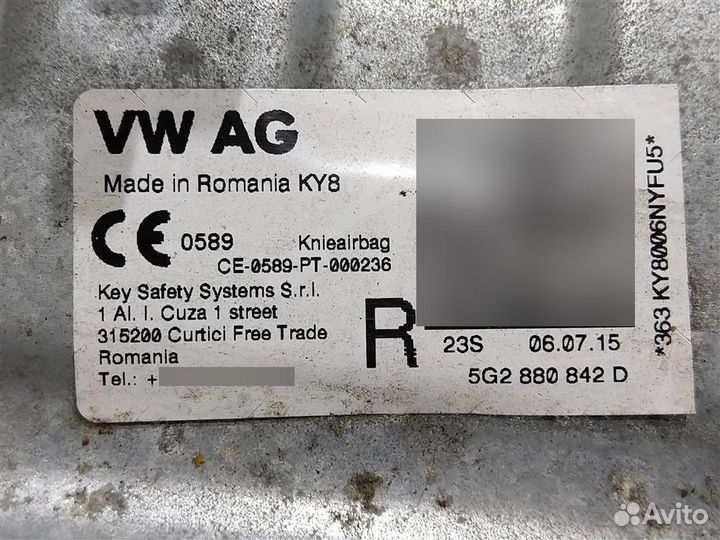 VW AG
Made in Romania KY8
CE 0589 Knieairbag
CE-0589-PT-000236
Key Safety Systems S.r.l.
1 Al. I. Cuza 1 street
315200 Curtici Free Trade
Romania
Tel.: +
R
23S 06.07.15
5G2 880 842 D
*363 KY8006NYFU5*
Avito